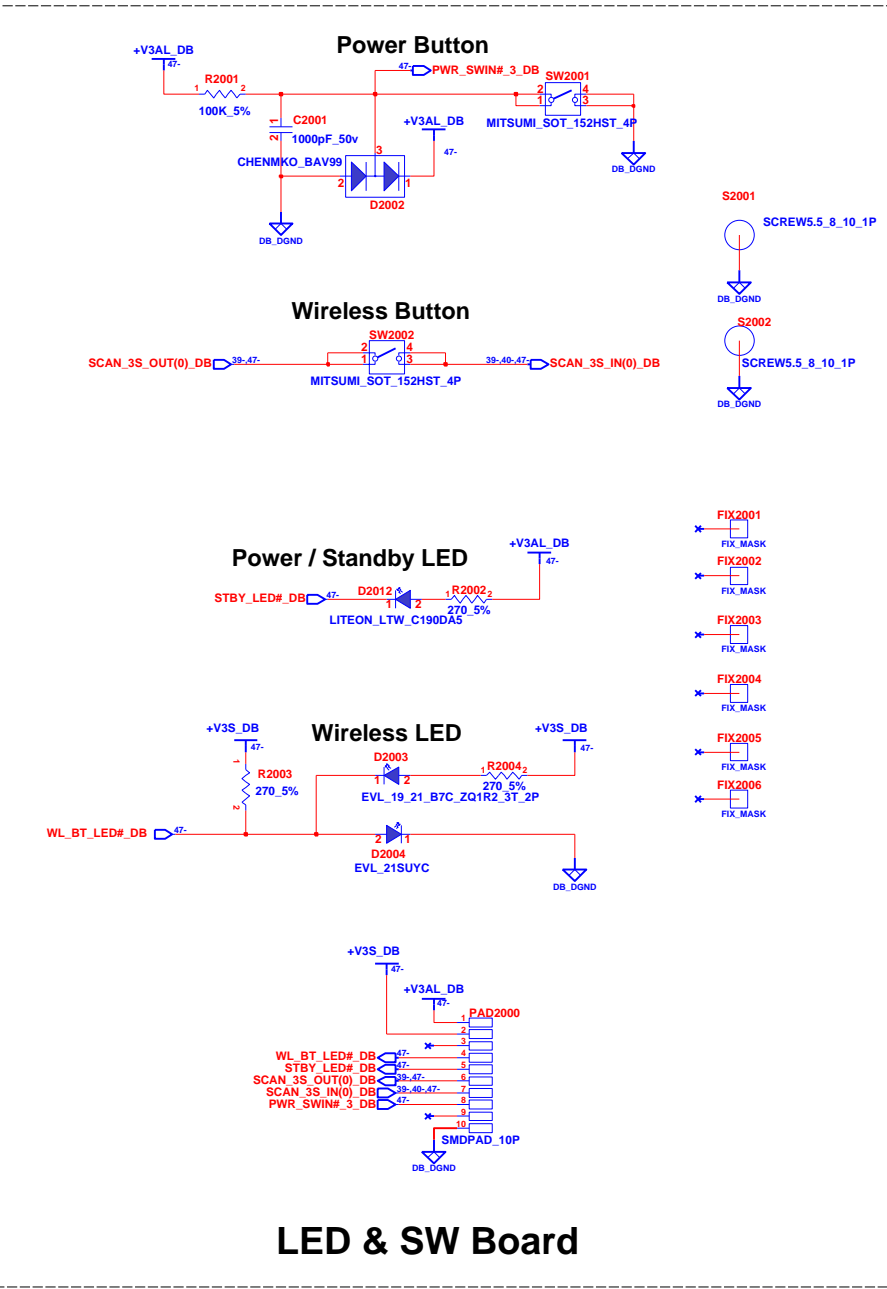 Power Button
+V3AL_DB
47-
R2001
1 2
100K_5%
47- PWR_SWIN#_3_DB
SW2001
2 4
1 3
MITSUMI_SOT_152HST_4P
DB_DGND
1
C2001
2
1000pF_50v
+V3AL_DB
47-
CHENMKO_BAV99
3
2 1
D2002
DB_DGND
S2001
SCREW5.5_8_10_1P
DB_DGND
Wireless Button
SW2002
SCAN_3S_OUT(0)_DB 39-,47-
2 4
1 3
39-,40-,47- SCAN_3S_IN(0)_DB
MITSUMI_SOT_152HST_4P
S2002
SCREW5.5_8_10_1P
DB_DGND
Power / Standby LED
+V3AL_DB
47-
STBY_LED#_DB 47-
D2012
1 2
LITEON_LTW_C190DA5
1 R2002 2
270_5%
FIX2001
FIX_MASK
FIX2002
FIX_MASK
FIX2003
FIX_MASK
FIX2004
FIX_MASK
FIX2005
FIX_MASK
FIX2006
FIX_MASK
Wireless LED
+V3S_DB
47-
1
R2003
270_5%
2
D2003
1 2
EVL_19_21_B7C_ZQ1R2_3T_2P
1 R2004 2
270_5%
+V3S_DB
47-
WL_BT_LED#_DB 47-
2 1
D2004
EVL_21SUYC
DB_DGND
+V3S_DB
47-
+V3AL_DB
47-
PAD2000
1
2
3
WL_BT_LED#_DB 47- 4
STBY_LED#_DB 47- 5
SCAN_3S_OUT(0)_DB 39-,47- 6
SCAN_3S_IN(0)_DB 39-,40-,47- 7
PWR_SWIN#_3_DB 47- 8
9
10
SMDPAD_10P
DB_DGND
LED & SW Board